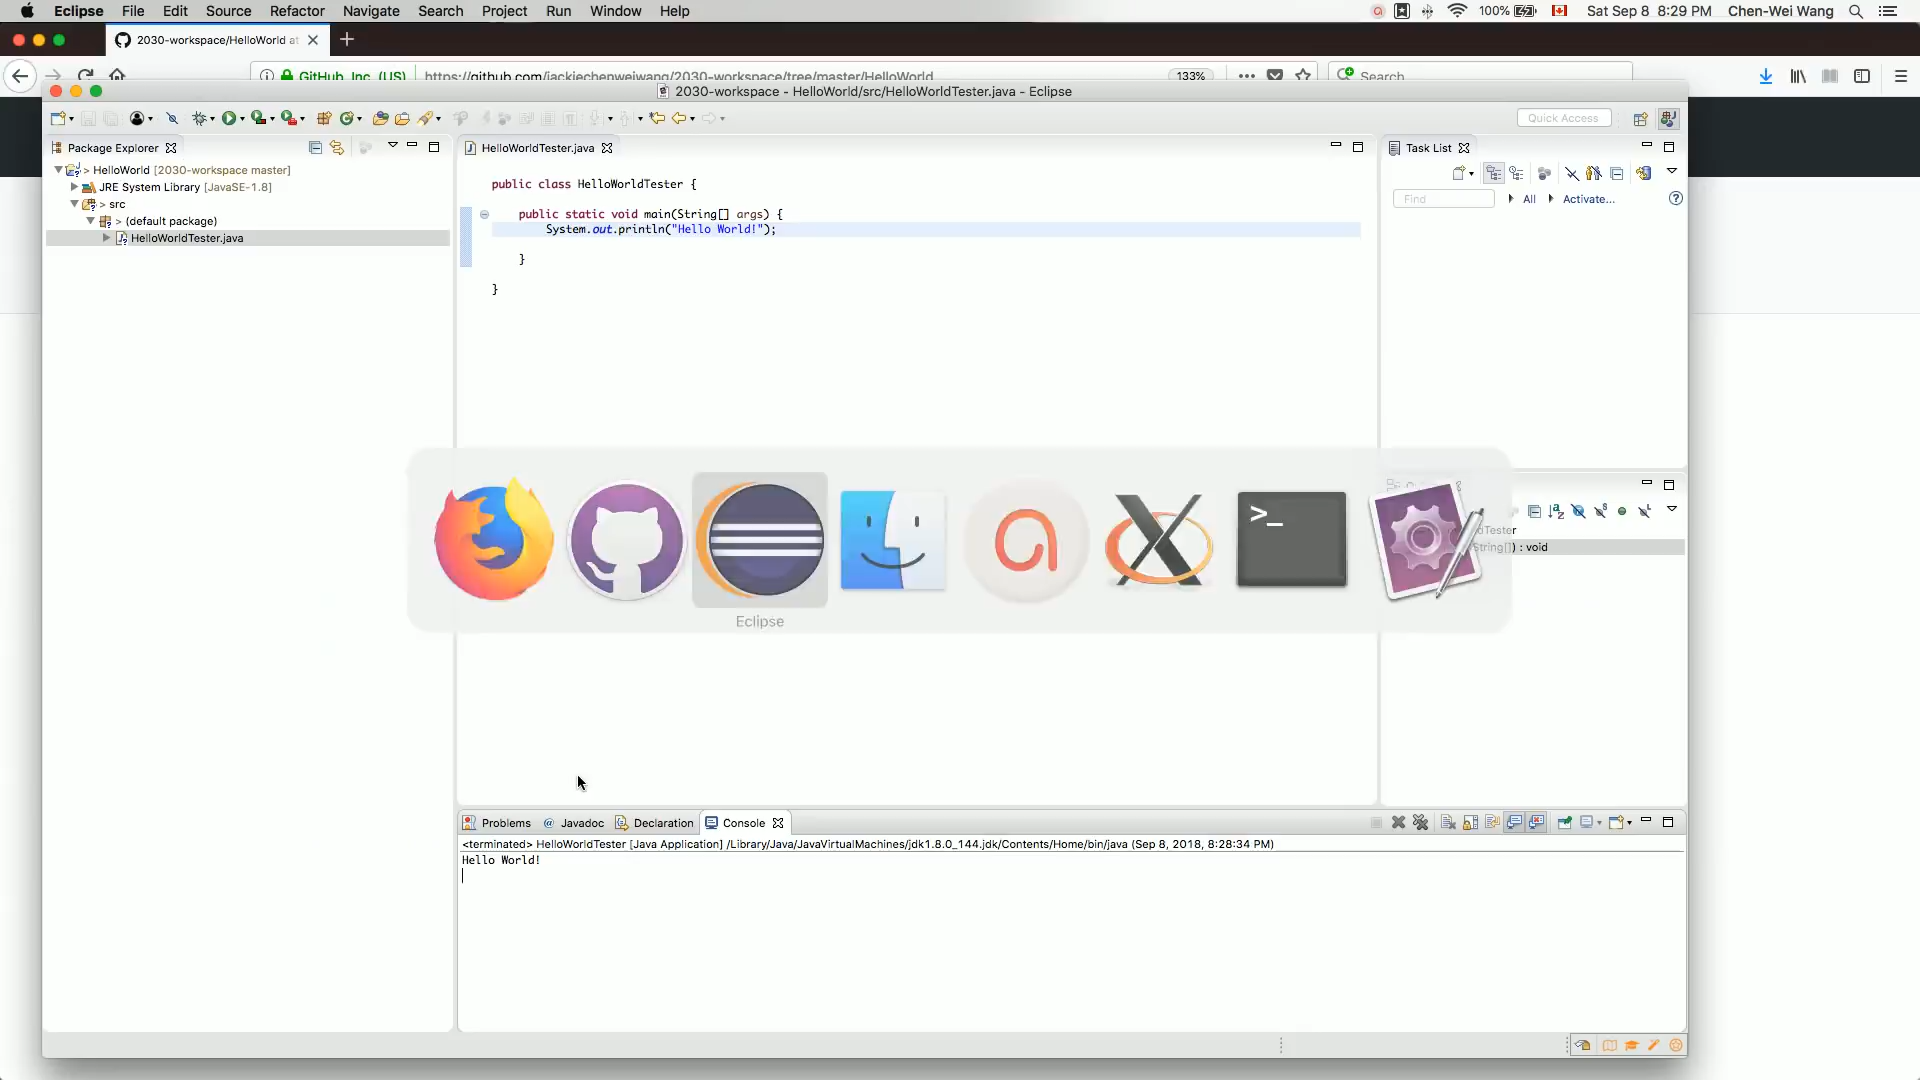 Eclipse File Edit Source Refactor Navigate Search Project Run Window Help 100% Sat Sep 8 8:29 PM Chen-Wei Wang
2030-workspace/HelloWorld at
GitHub, Inc. (US) https://github.com/jackiechenweiwang/2030-workspace/tree/master/HelloWorld 133% Search
2030-workspace - HelloWorld/src/HelloWorldTester.java - Eclipse
Quick Access
Package Explorer
> HelloWorld [2030-workspace master]
JRE System Library [JavaSE-1.8]
> src
> (default package)
HelloWorldTester.java
HelloWorldTester.java
public class HelloWorldTester {
public static void main(String[] args) {
System.out.println("Hello World!");
}
}
Task List
Find All Activate...
dTester
String[]) : void
>_
Eclipse
Problems @ Javadoc Declaration Console
<terminated> HelloWorldTester [Java Application] /Library/Java/JavaVirtualMachines/jdk1.8.0_144.jdk/Contents/Home/bin/java (Sep 8, 2018, 8:28:34 PM)
Hello World!